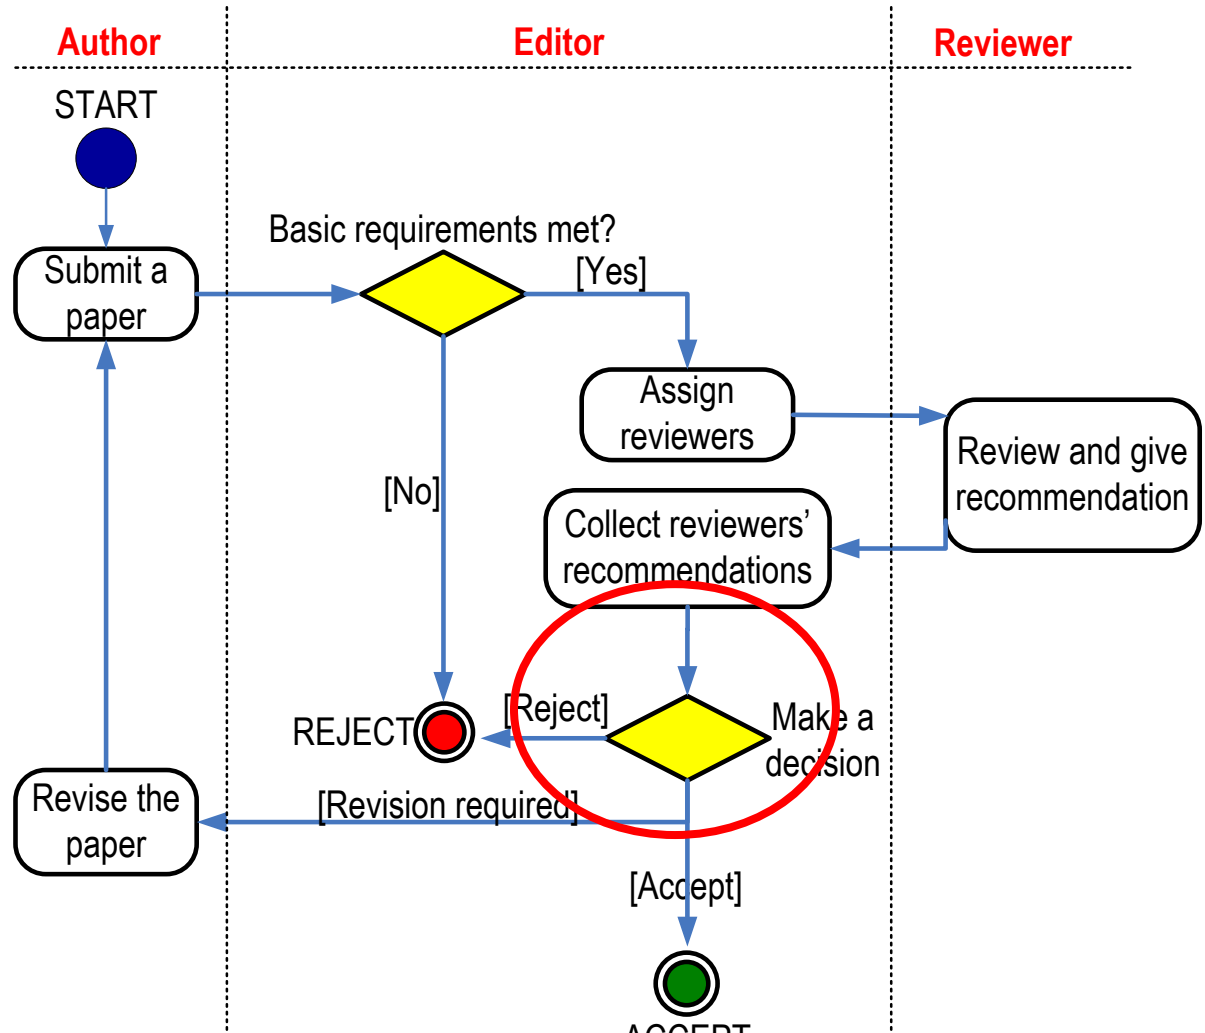 Author
Editor
Reviewer
START
Basic requirements met?
[Yes]
Submit a
paper
Assign
reviewers
Review and give
recommendation
[No]
Collect reviewers’
recommendations
[Reject]
REJECT
Make a
decision
Revise the
paper
[Revision required]
[Accept]
ACCEPT